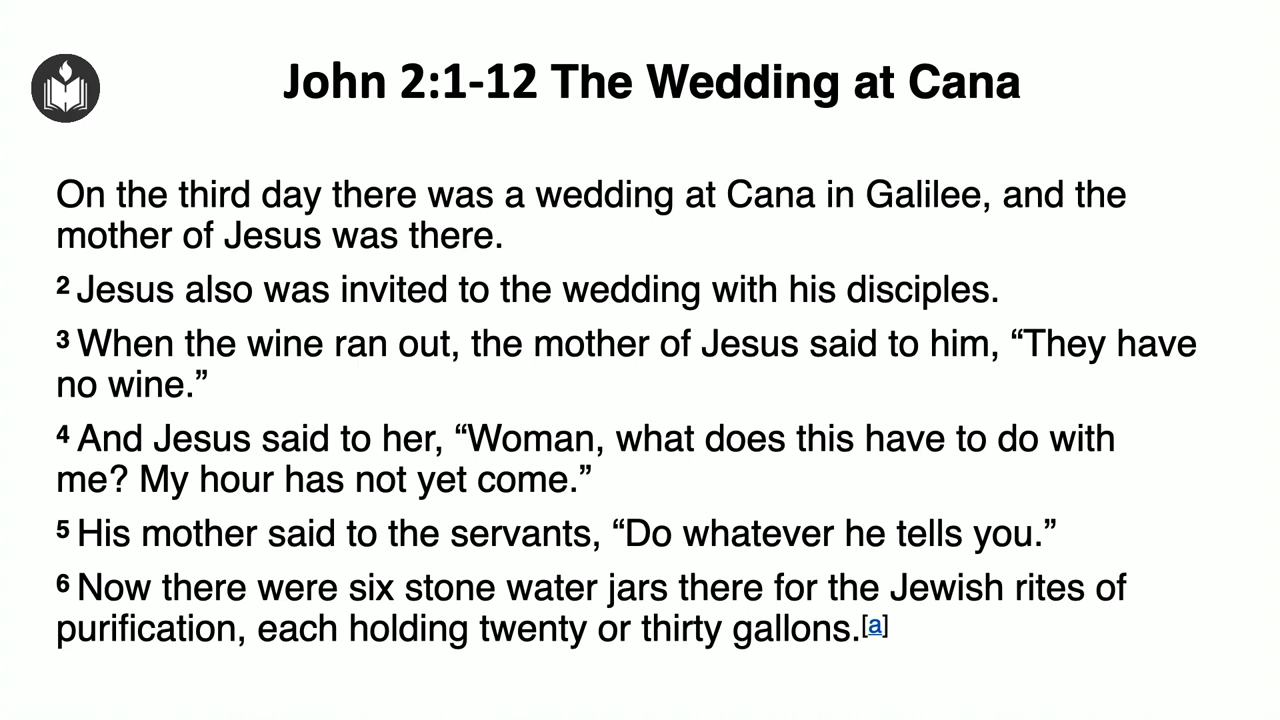 John 2:1-12 The Wedding at Cana
On the third day there was a wedding at Cana in Galilee, and the
mother of Jesus was there.
2 Jesus also was invited to the wedding with his disciples.
3 When the wine ran out, the mother of Jesus said to him, “They have
no wine.”
4 And Jesus said to her, “Woman, what does this have to do with
me? My hour has not yet come.”
5 His mother said to the servants, “Do whatever he tells you.”
6 Now there were six stone water jars there for the Jewish rites of
purification, each holding twenty or thirty gallons.[a]